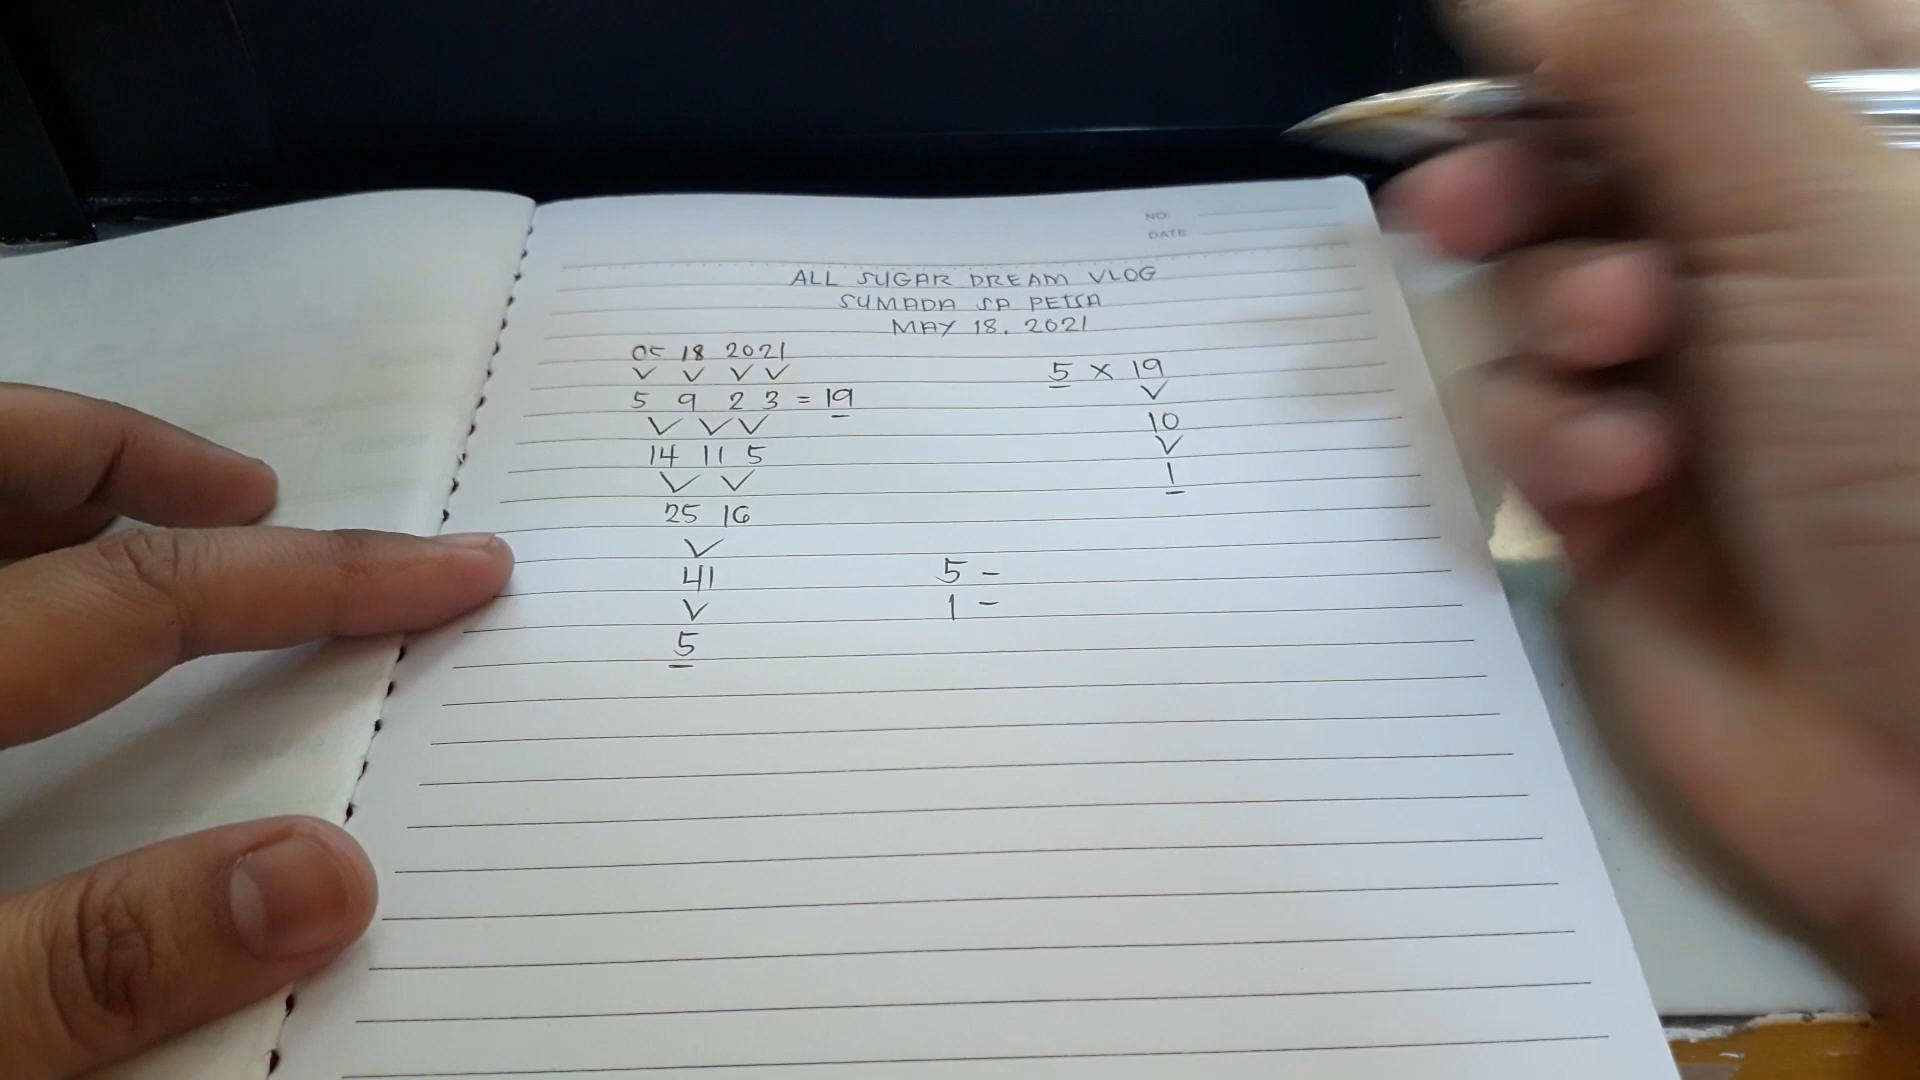 NO:
DATE
ALL SUGAR DREAM VLOG
SUMADA SA PETSA
MAY 18, 2021
05 18 2021
5 9 2 3 = 19
14 11 5
25 16
41
5
5 × 19
10
1
5 -
1 -